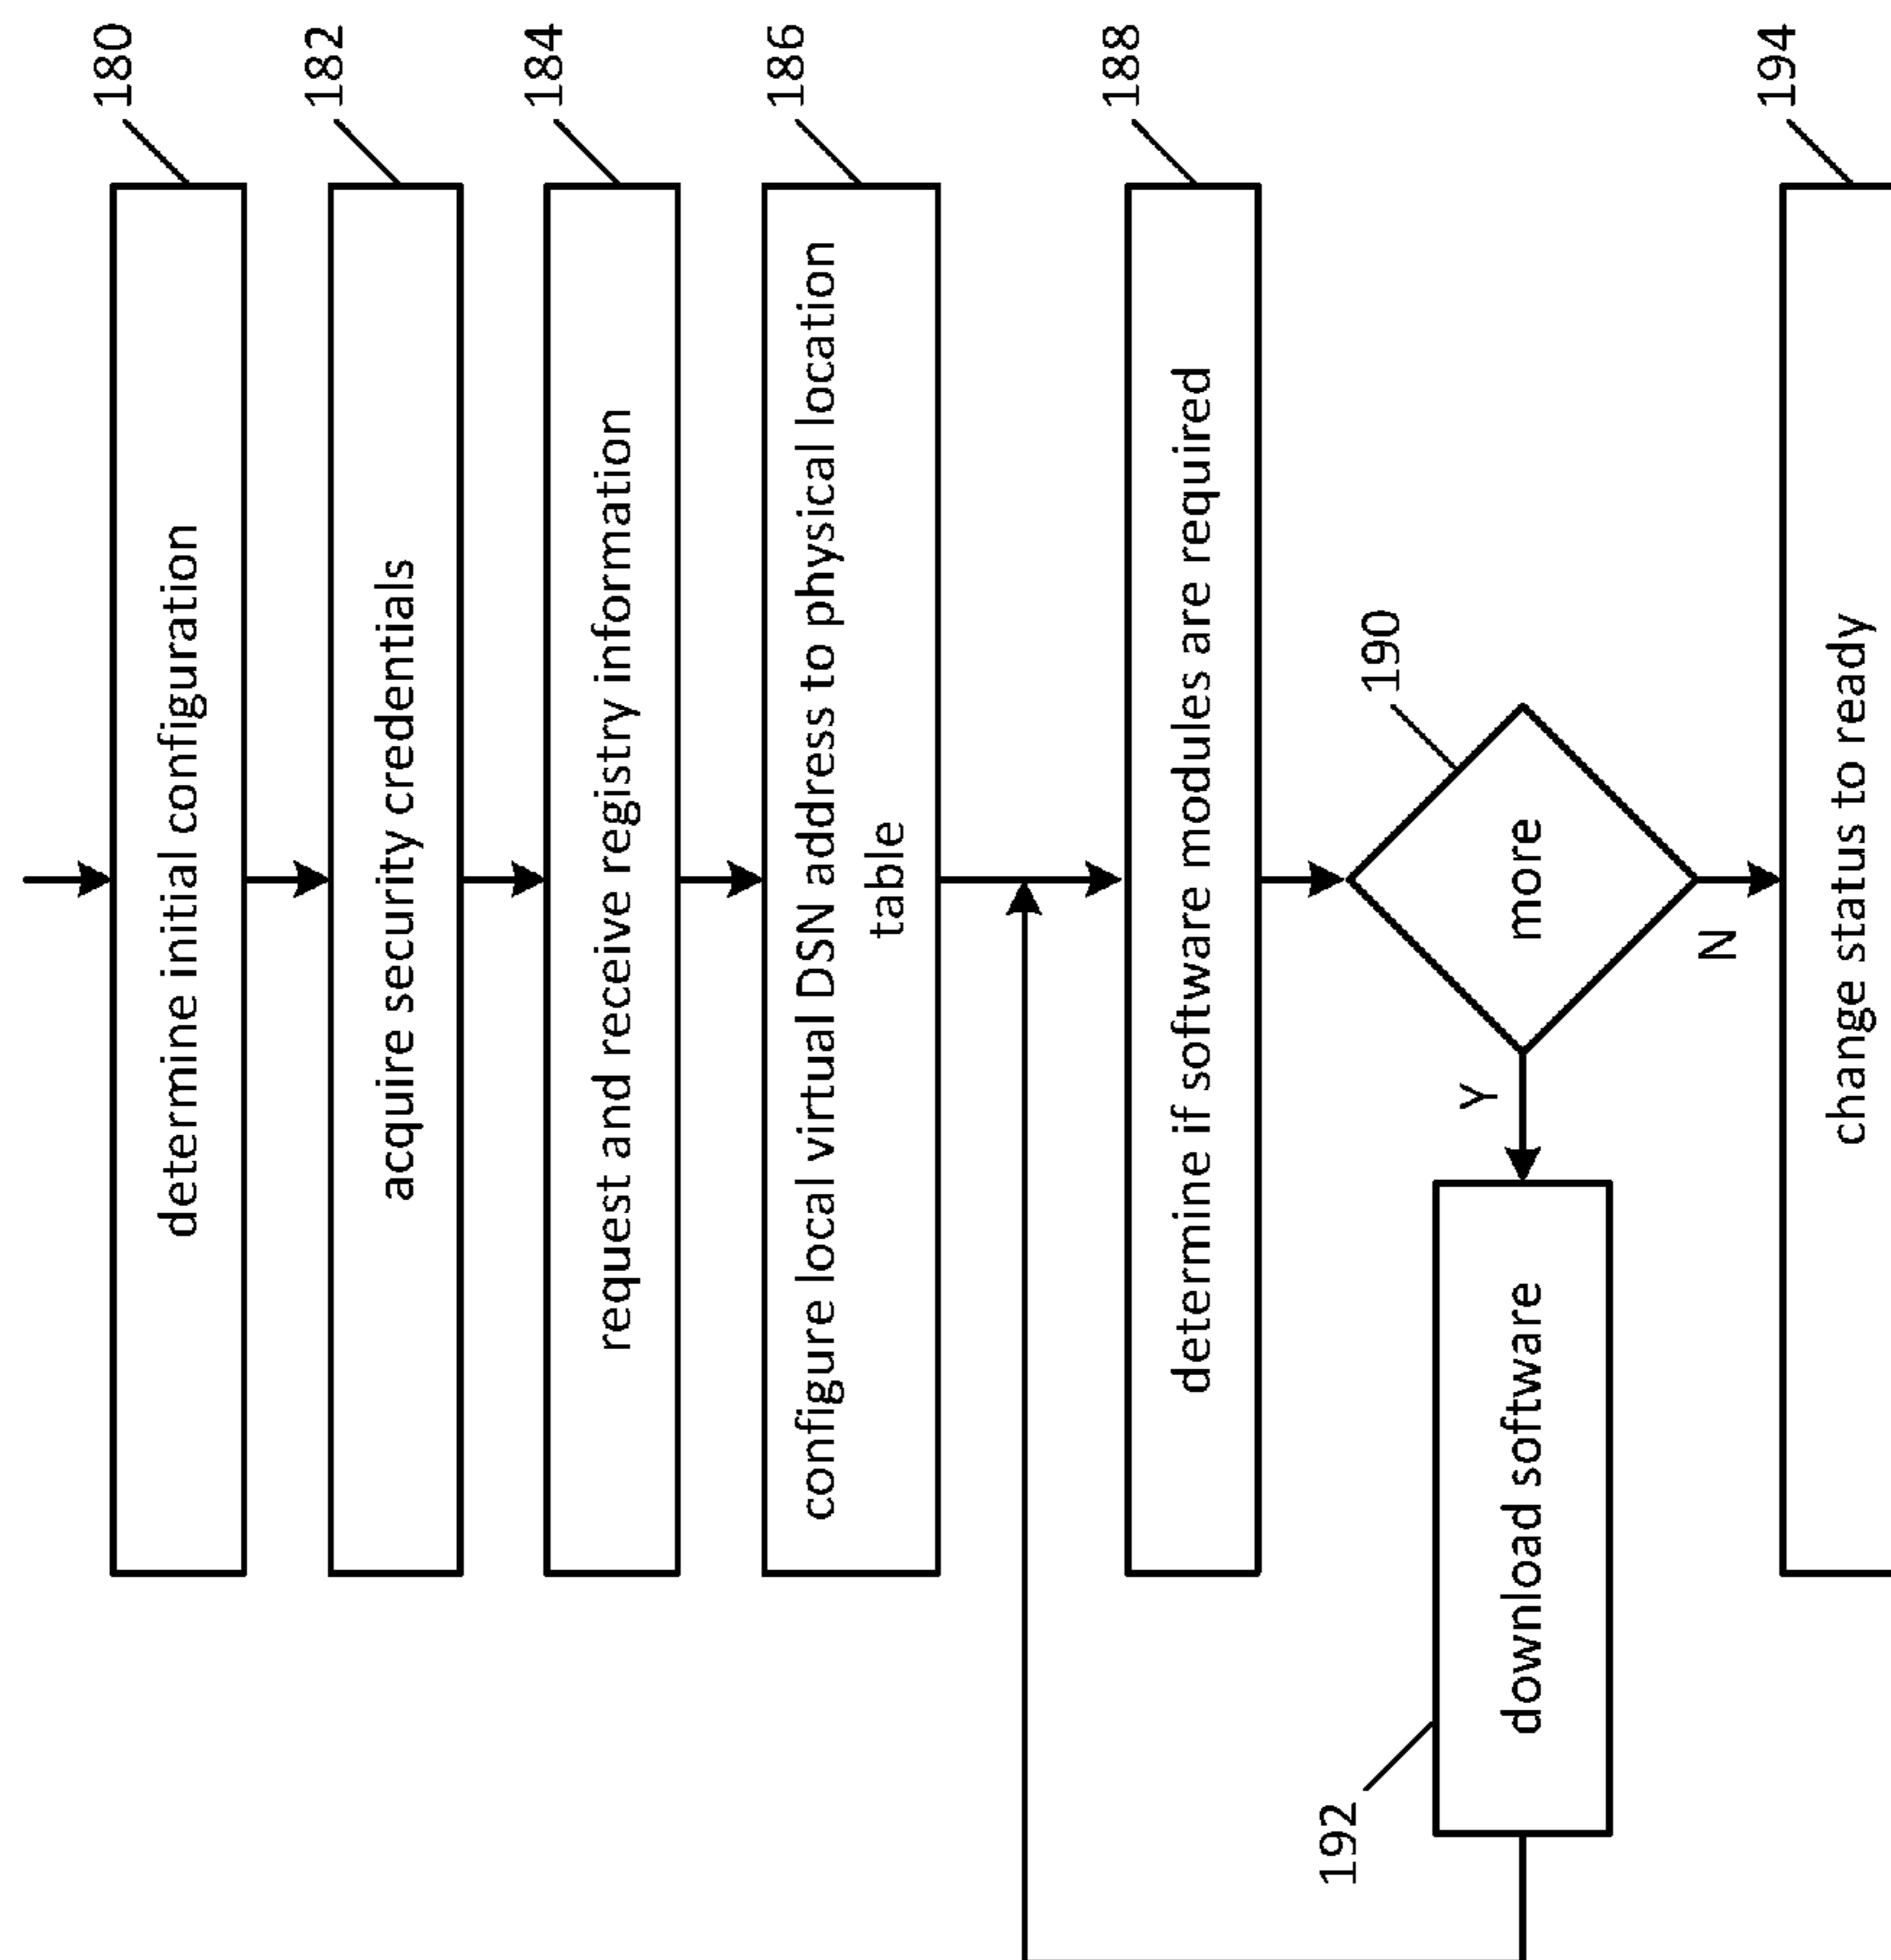 180
determine initial configuration
182
acquire security credentials
184
request and receive registry information
186
configure local virtual DSN address to physical location
table
188
determine if software modules are required
190
more
Y
N
192
download software
194
change status to ready